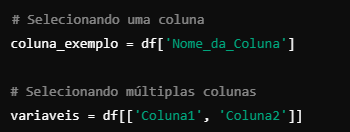 # Selecionando uma coluna
coluna_exemplo = df['Nome_da_Coluna']
# Selecionando múltiplas colunas
variaveis = df[['Coluna1', 'Coluna2']]